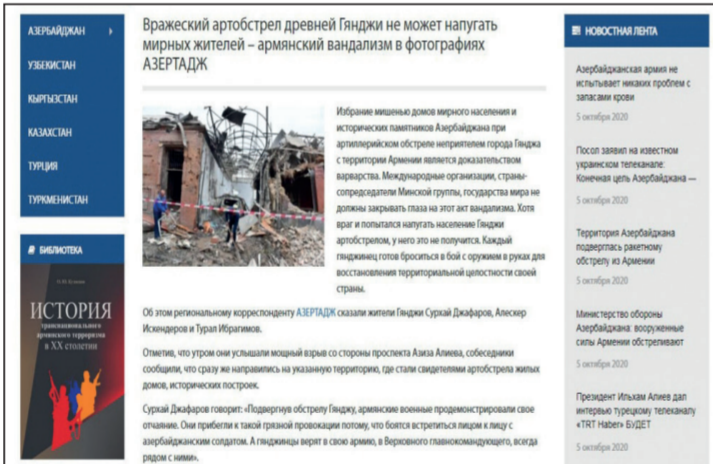 АЗЕРБАЙДЖАН
УЗБЕКИСТАН
КЫРГЫЗСТАН
КАЗАХСТАН
ТУРЦИЯ
ТУРКМЕНИСТАН
БИБЛИОТЕКА
ИСТОРИЯ
транснационального
армянского терроризма
в XX столетии
Вражеский артобстрел древней Гянджи не может напугать
мирных жителей – армянский вандализм в фотографиях
АЗЕРТАДЖ
Избрание мишенью домов мирного населения и
исторических памятников Азербайджана при
артиллерийском обстреле неприятелем города Гянджа
с территории Армении является доказательством
варварства. Международные организации, страны-
сопредседатели Минской группы, государства мира не
должны закрывать глаза на этот акт вандализма. Хотя
враг и попытался напугать население Гянджи
артобстрелом, у него это не получится. Каждый
гянджинец готов броситься в бой с оружием в руках для
восстановления территориальной целостности своей
страны.
Об этом региональному корреспонденту АЗЕРТАДЖ сказали жители Гянджи Сурхай Джафаров, Алескер
Искендеров и Турал Ибрагимов.
Отметив, что утром они услышали мощный взрыв со стороны проспекта Азиза Алиева, собеседники
сообщили, что сразу же направились на указанную территорию, где стали свидетелями артобстрела жилых
домов, исторических построек.
Сурхай Джафаров говорит: «Подвергнув обстрелу Гянджу, армянские военные продемонстрировали свое
отчаяние. Они прибегли к такой грязной провокации потому, что боятся встретиться лицом к лицу с
азербайджанским солдатом. А гянджинцы верят в свою армию, в Верховного главнокомандующего, всегда
рядом с ними».
НОВОСТНАЯ ЛЕНТА
Азербайджанская армия не
испытывает никаких проблем с
запасами крови
5 октября 2020
Посол заявил на известном
украинском телеканале:
Конечная цель Азербайджана —
5 октября 2020
Территория Азербайджана
подверглась ракетному
обстрелу из Армении
5 октября 2020
Министерство обороны
Азербайджана: вооруженные
силы Армении обстреливают
5 октября 2020
Президент Ильхам Алиев дал
интервью турецкому телеканалу
«TRT Haber» БУДЕТ
5 октября 2020